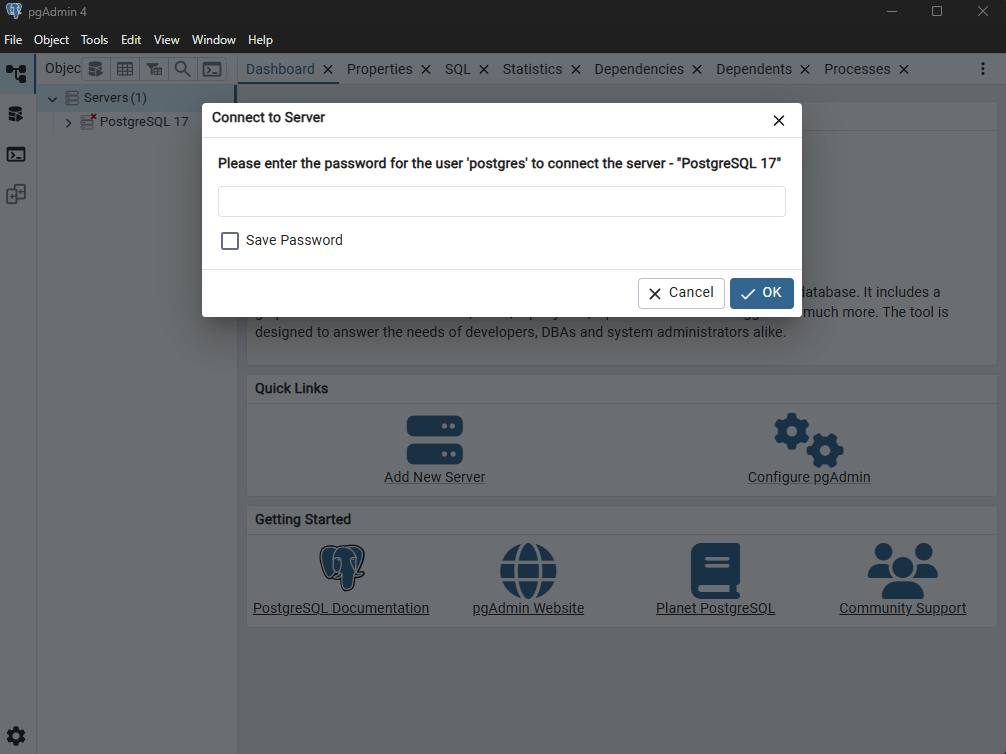 pgAdmin 4
File Object Tools Edit View Window Help
Objec
Dashboard Properties SQL Statistics Dependencies Dependents Processes
Servers (1)
PostgreSQL 17
Connect to Server
Please enter the password for the user 'postgres' to connect the server - "PostgreSQL 17"
Save Password
Cancel OK
database. It includes a
much more. The tool is
designed to answer the needs of developers, DBAs and system administrators alike.
Quick Links
Add New Server Configure pgAdmin
Getting Started
PostgreSQL Documentation pgAdmin Website Planet PostgreSQL Community Support